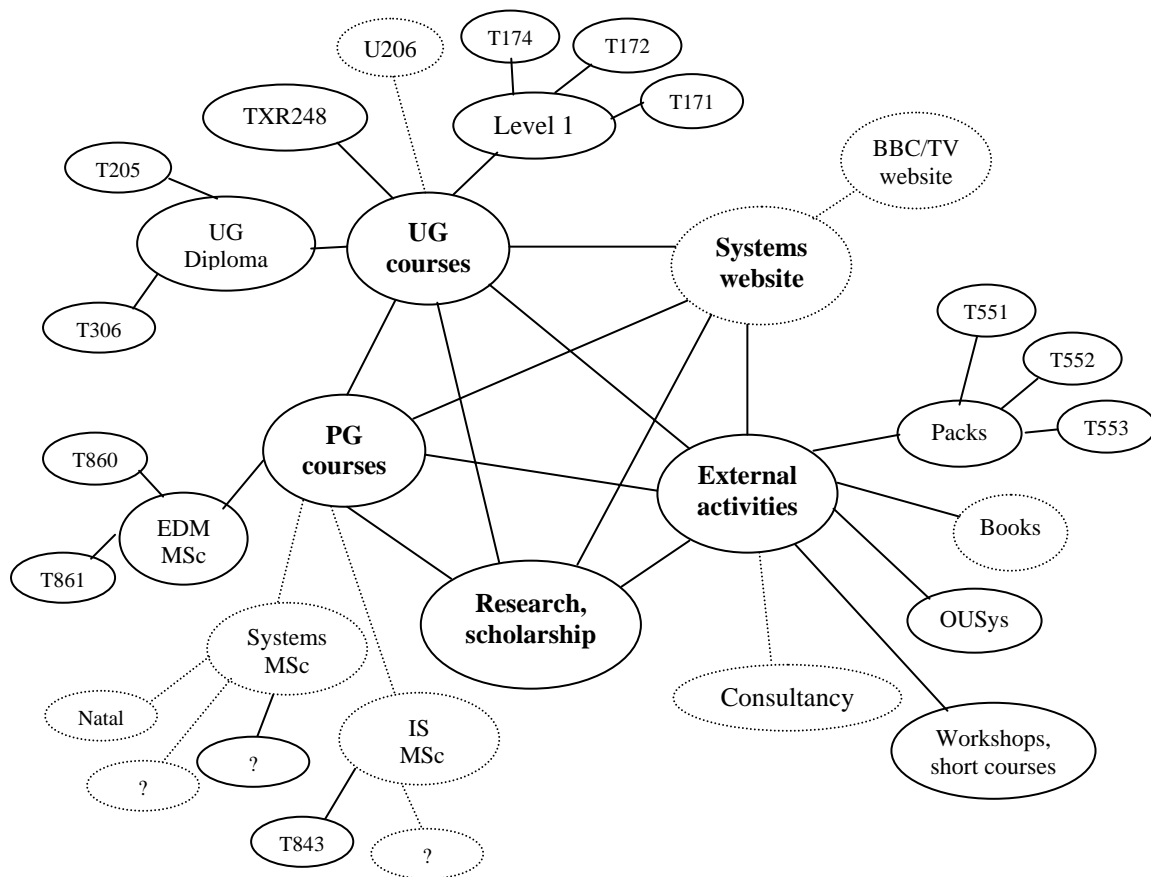 T174
T172
U206
T171
TXR248
Level 1
BBC/TV
website
T205
UG
Diploma
UG
courses
Systems
website
T551
T306
T552
Packs
T553
PG
courses
T860
External
activities
EDM
MSc
Books
T861
Research,
scholarship
OUSys
Systems
MSc
Consultancy
Natal
IS
MSc
Workshops,
short courses
?
?
T843
?